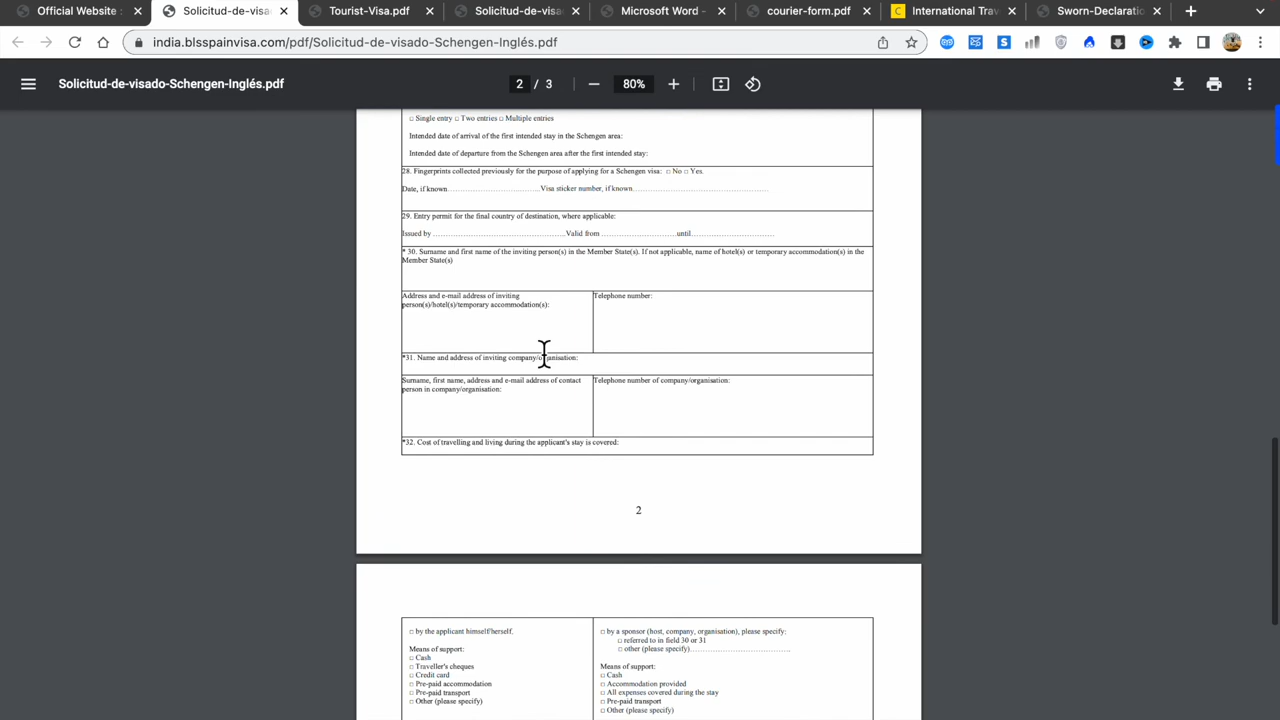 Official Website :
Solicitud-de-visa
Tourist-Visa.pdf
Solicitud-de-visa
Microsoft Word -
courier-form.pdf
International Trav
Sworn-Declaratio
india.blsspainvisa.com/pdf/Solicitud-de-visado-Schengen-Inglés.pdf
Solicitud-de-visado-Schengen-Inglés.pdf
2 / 3
80%
□ Single entry □ Two entries □ Multiple entries
Intended date of arrival of the first intended stay in the Schengen area:
Intended date of departure from the Schengen area after the first intended stay:
28. Fingerprints collected previously for the purpose of applying for a Schengen visa: □ No □ Yes.
Date, if known.............................Visa sticker number, if known..........................................
29. Entry permit for the final country of destination, where applicable:
Issued by ..........................................Valid from ........................until..........................
* 30. Surname and first name of the inviting person(s) in the Member State(s). If not applicable, name of hotel(s) or temporary accommodation(s) in the
Member State(s)
Address and e-mail address of inviting
person(s)/hotel(s)/temporary accommodation(s):
Telephone number:
*31. Name and address of inviting company/organisation:
Surname, first name, address and e-mail address of contact
person in company/organisation:
Telephone number of company/organisation:
*32. Cost of travelling and living during the applicant's stay is covered:
2
□ by the applicant himself/herself.
Means of support:
□ Cash
□ Traveller's cheques
□ Credit card
□ Pre-paid accommodation
□ Pre-paid transport
□ Other (please specify)
□ by a sponsor (host, company, organisation), please specify:
□ referred to in field 30 or 31
□ other (please specify)..................................
Means of support:
□ Cash
□ Accommodation provided
□ All expenses covered during the stay
□ Pre-paid transport
□ Other (please specify)